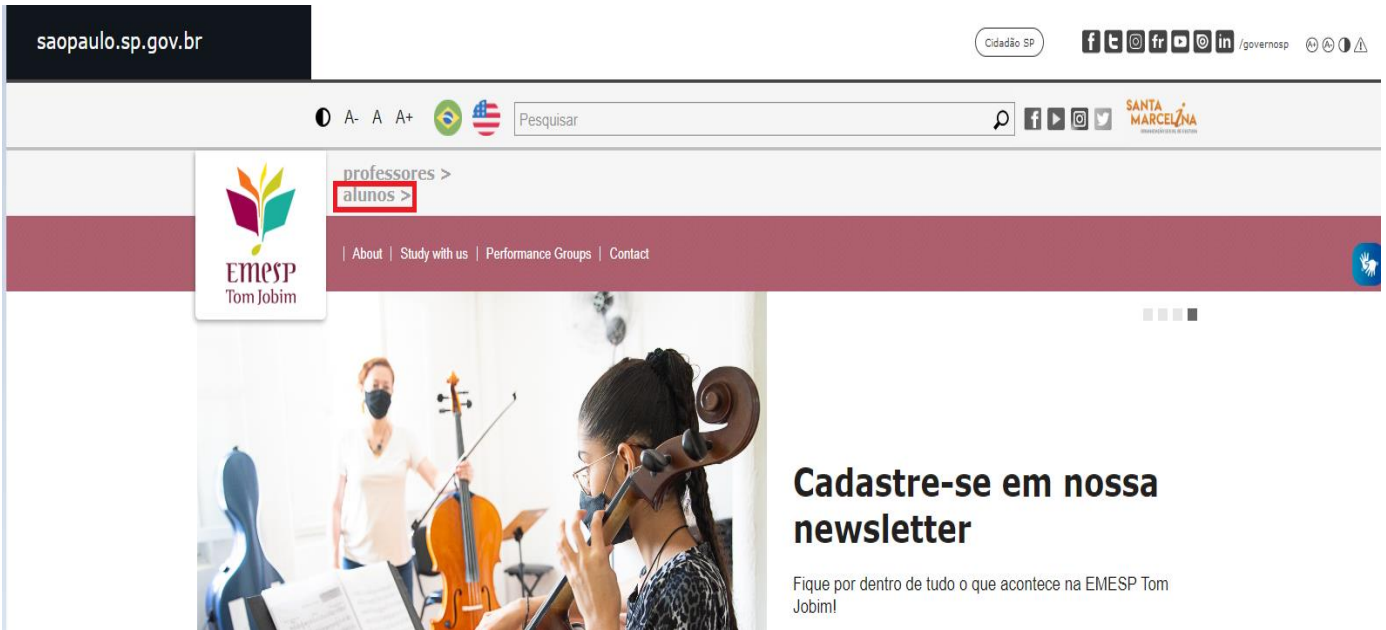 saopaulo.sp.gov.br
Cidadão SP
/governosp
A- A A+
Pesquisar
SANTA
MARCELINA
professores >
alunos >
EMESP
Tom Jobim
| About | Study with us | Performance Groups | Contact
Cadastre-se em nossa
newsletter
Fique por dentro de tudo o que acontece na EMESP Tom
Jobim!